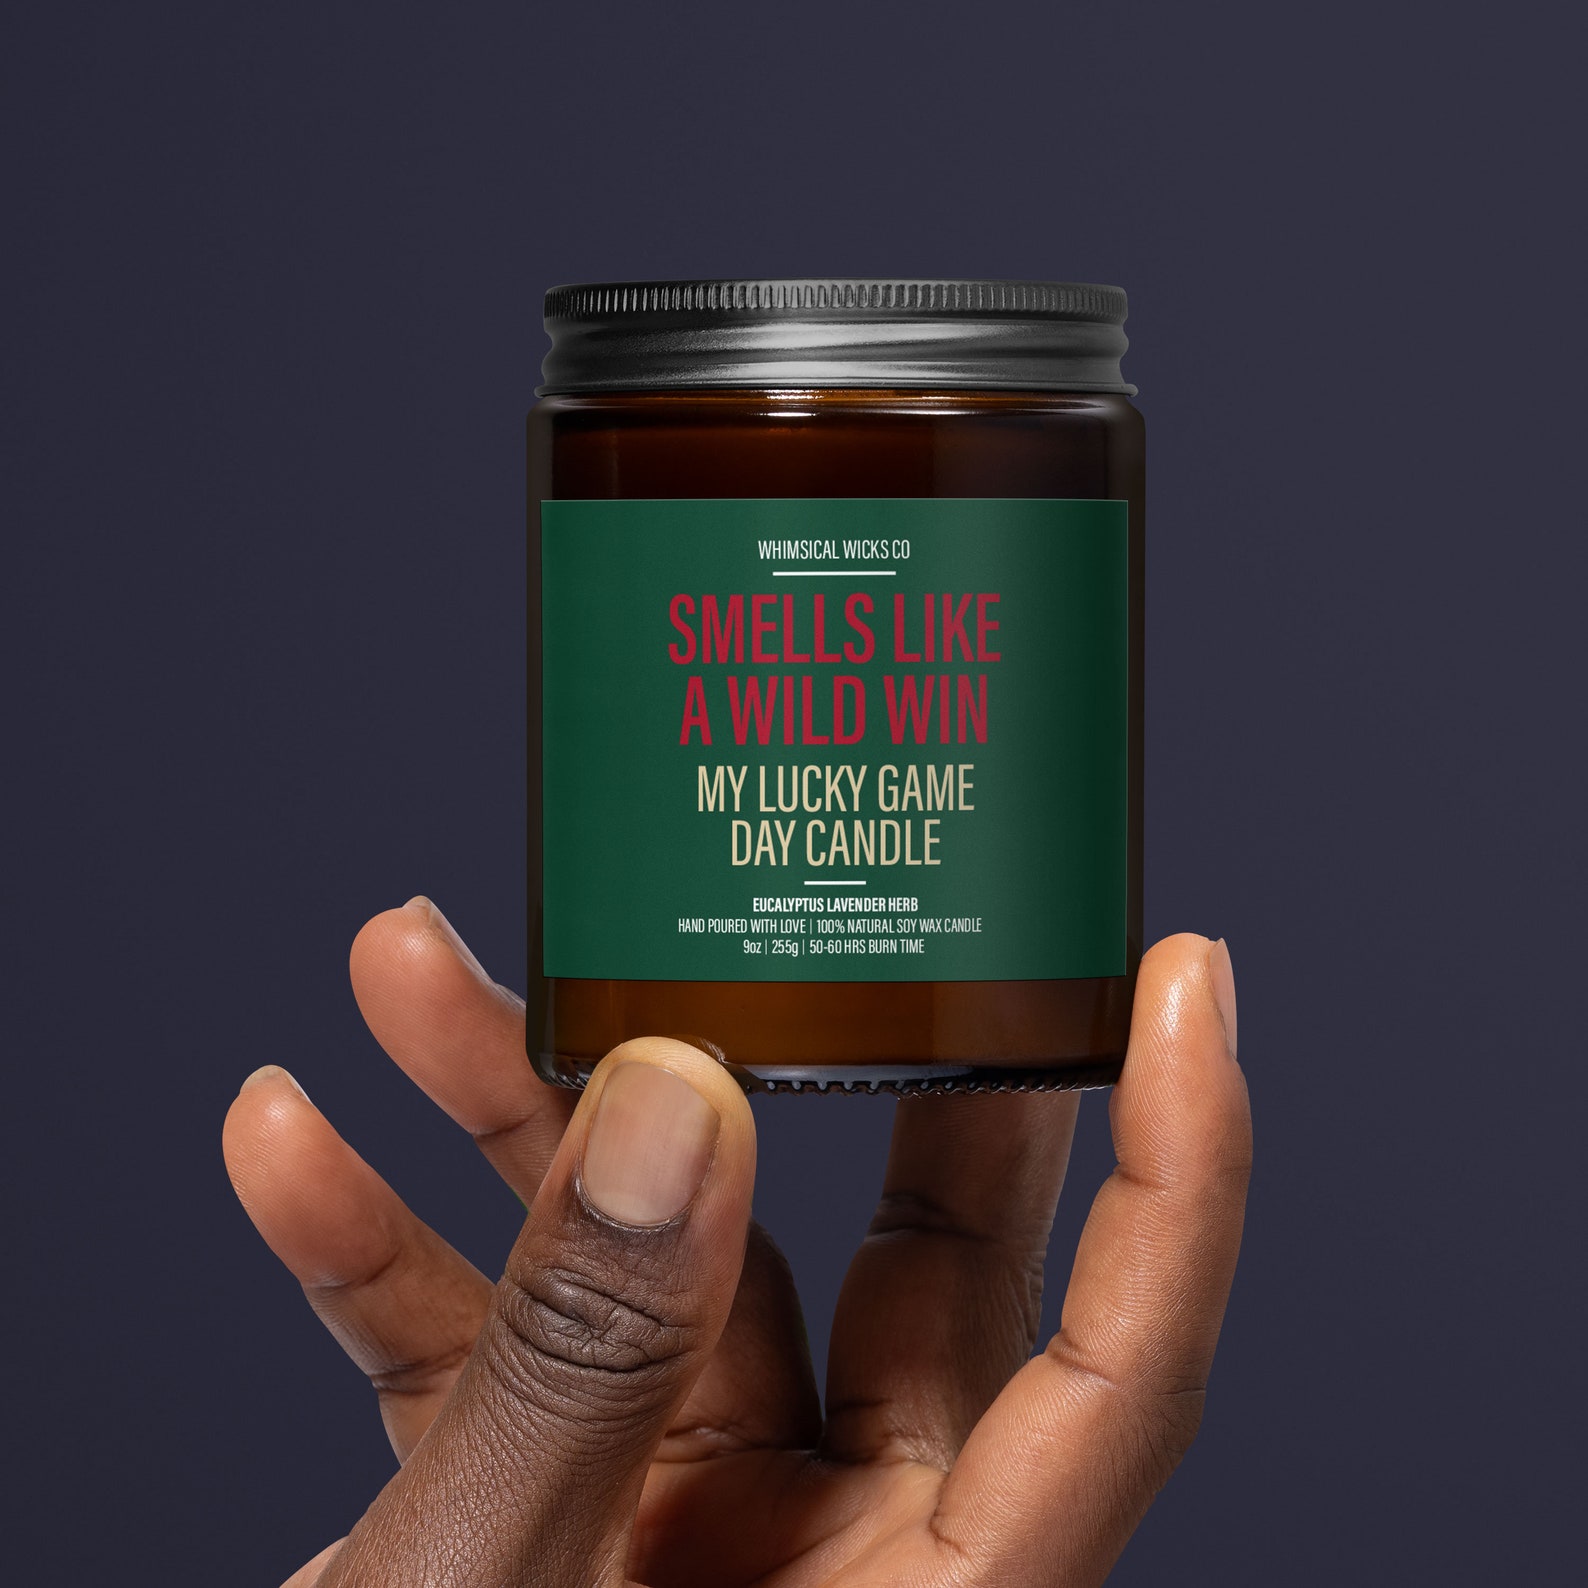 WHIMSICAL WICKS CO
SMELLS LIKE
A WILD WIN
MY LUCKY GAME
DAY CANDLE
EUCALYPTUS LAVENDER HERB
HAND POURED WITH LOVE | 100% NATURAL SOY WAX CANDLE
9oz | 255g | 50-60 HRS BURN TIME